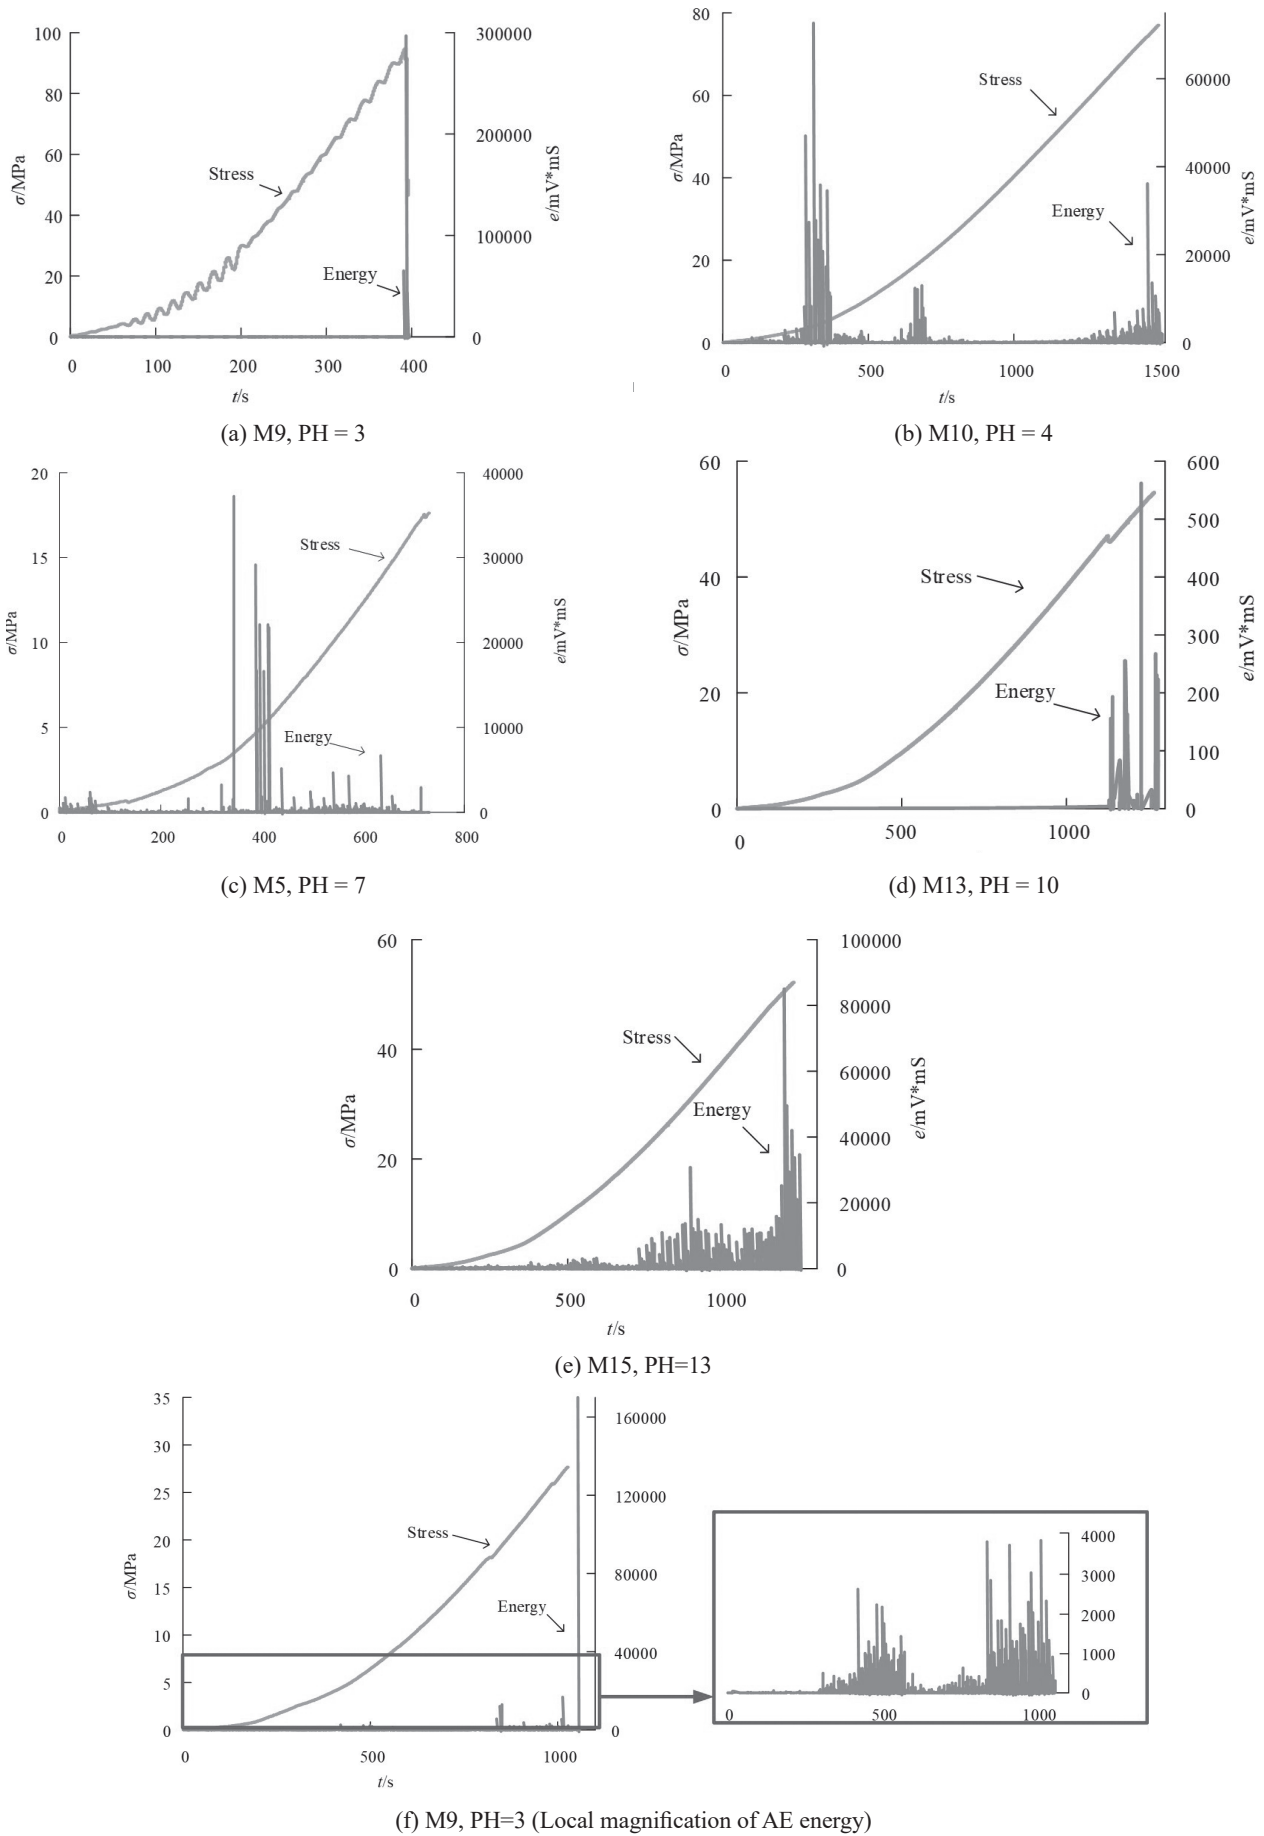 100
80
60
40
20
0
σ/MPa
300000
200000
100000
0
e/mV*mS
Stress
Energy
0 100 200 300 400
t/s
(a) M9, PH = 3
80
60
40
20
0
σ/MPa
60000
40000
20000
0
e/mV*mS
Stress
Energy
0 500 1000 1500
t/s
(b) M10, PH = 4
20
15
10
5
0
σ/MPa
40000
30000
20000
10000
0
e/mV*mS
Stress
Energy
0 200 400 600 800
(c) M5, PH = 7
60
40
20
0
σ/MPa
600
500
400
300
200
100
0
e/mV*mS
Stress
Energy
0 500 1000
(d) M13, PH = 10
60
40
20
0
σ/MPa
100000
80000
60000
40000
20000
0
e/mV*mS
Stress
Energy
0 500 1000
t/s
(e) M15, PH=13
35
30
25
20
15
10
5
0
σ/MPa
160000
120000
80000
40000
0
Stress
Energy
0 500 1000
t/s
4000
3000
2000
1000
0
0 500 1000
(f) M9, PH=3 (Local magnification of AE energy)